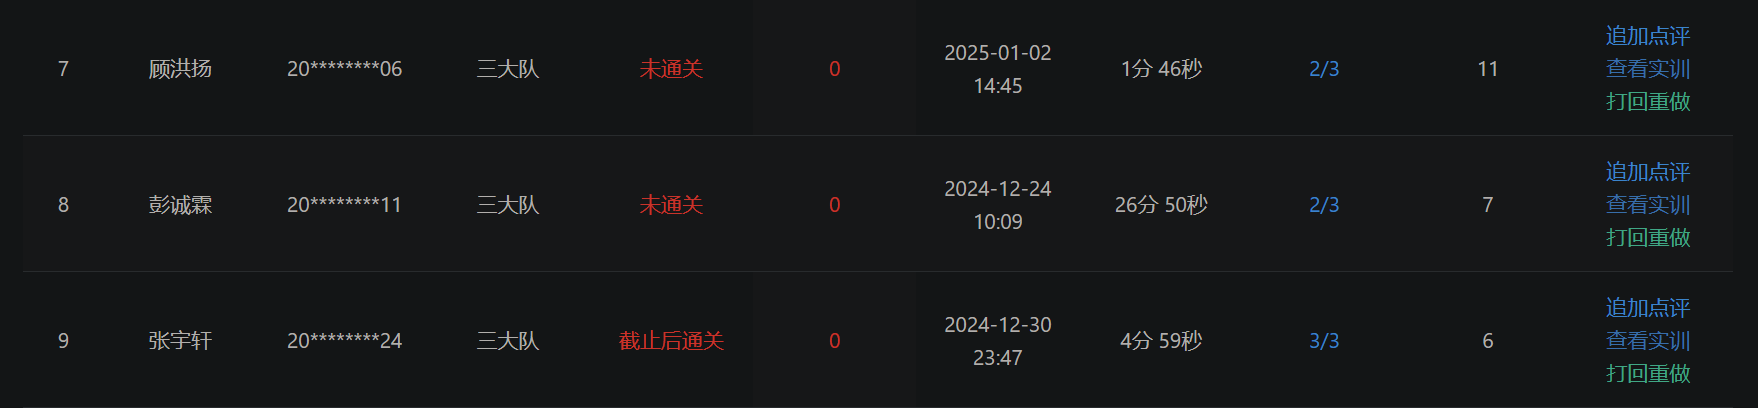 7 顾洪扬 20********06 三大队 未通关 0 2025-01-02 14:45 1分 46秒 2/3 11 追加点评 查看实训 打回重做
8 彭诚霖 20********11 三大队 未通关 0 2024-12-24 10:09 26分 50秒 2/3 7 追加点评 查看实训 打回重做
9 张宇轩 20********24 三大队 截止后通关 0 2024-12-30 23:47 4分 59秒 3/3 6 追加点评 查看实训 打回重做